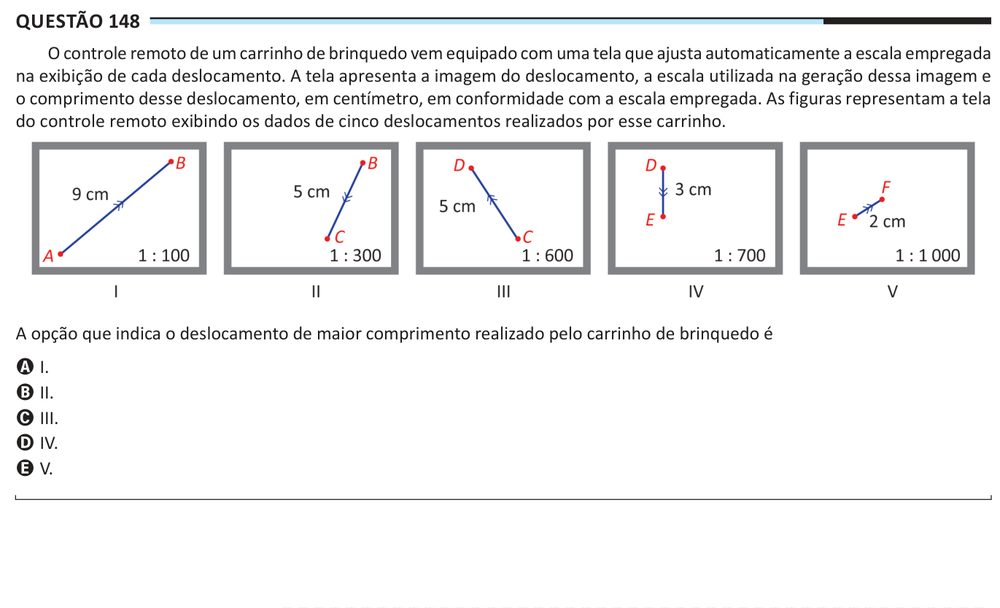 QUESTÃO 148
O controle remoto de um carrinho de brinquedo vem equipado com uma tela que ajusta automaticamente a escala empregada
na exibição de cada deslocamento. A tela apresenta a imagem do deslocamento, a escala utilizada na geração dessa imagem e
o comprimento desse deslocamento, em centímetro, em conformidade com a escala empregada. As figuras representam a tela
do controle remoto exibindo os dados de cinco deslocamentos realizados por esse carrinho.
B
9 cm
A
1 : 100
I
B
5 cm
C
1 : 300
II
D
5 cm
C
1 : 600
III
D
3 cm
E
1 : 700
IV
F
E
2 cm
1 : 1 000
V
A opção que indica o deslocamento de maior comprimento realizado pelo carrinho de brinquedo é
A I.
B II.
C III.
D IV.
E V.